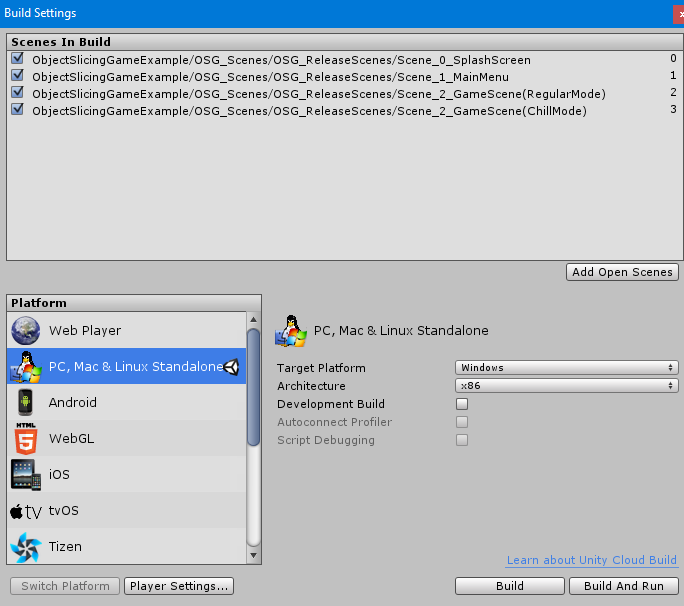 Build Settings
Scenes In Build
ObjectSlicingGameExample/OSG_Scenes/OSG_ReleaseScenes/Scene_0_SplashScreen 0
ObjectSlicingGameExample/OSG_Scenes/OSG_ReleaseScenes/Scene_1_MainMenu 1
ObjectSlicingGameExample/OSG_Scenes/OSG_ReleaseScenes/Scene_2_GameScene(RegularMode) 2
ObjectSlicingGameExample/OSG_Scenes/OSG_ReleaseScenes/Scene_2_GameScene(ChillMode) 3
Add Open Scenes
Platform
Web Player
PC, Mac & Linux Standalone
Android
HTML
5
WebGL
iOS
tv
tvOS
Tizen
PC, Mac & Linux Standalone
Target Platform Windows
Architecture x86
Development Build
Autoconnect Profiler
Script Debugging
Learn about Unity Cloud Build
Switch Platform
Player Settings...
Build
Build And Run